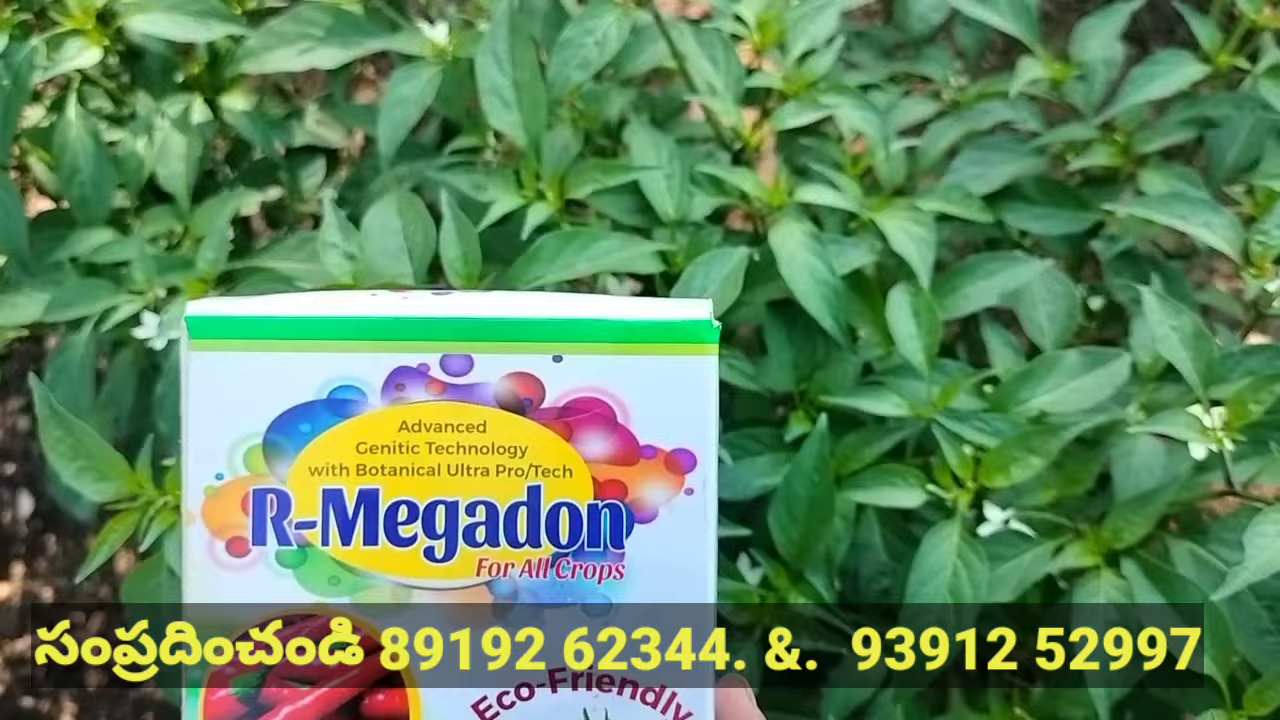 Advanced
Genitic Technology
with Botanical Ultra Pro/Tech
R-Megadon
For All Crops
సంప్రదించండి 89192 62344. &. 93912 52997
Eco-Friendly